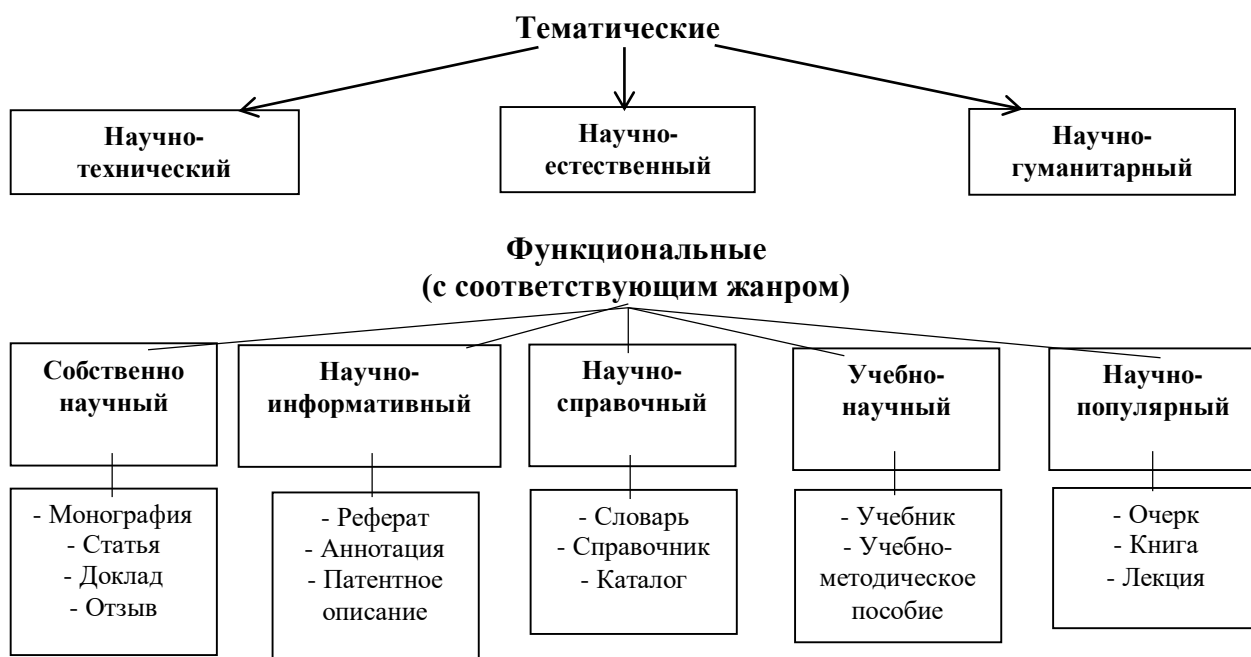 Тематические
Научно-
технический
Научно-
естественный
Научно-
гуманитарный
Функциональные
(с соответствующим жанром)
Собственно
научный
Научно-
информативный
Научно-
справочный
Учебно-
научный
Научно-
популярный
- Монография
- Статья
- Доклад
- Отзыв
- Реферат
- Аннотация
- Патентное
описание
- Словарь
- Справочник
- Каталог
- Учебник
- Учебно-
методическое
пособие
- Очерк
- Книга
- Лекция